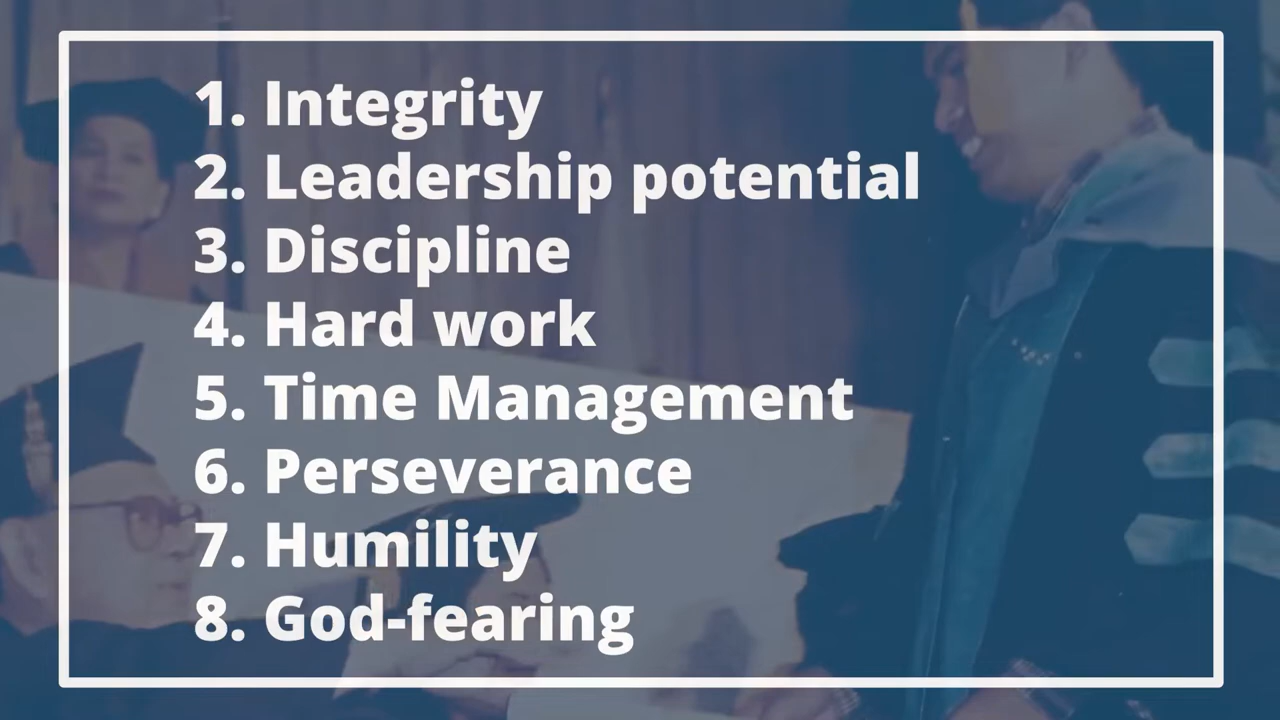 1. Integrity
2. Leadership potential
3. Discipline
4. Hard work
5. Time Management
6. Perseverance
7. Humility
8. God-fearing